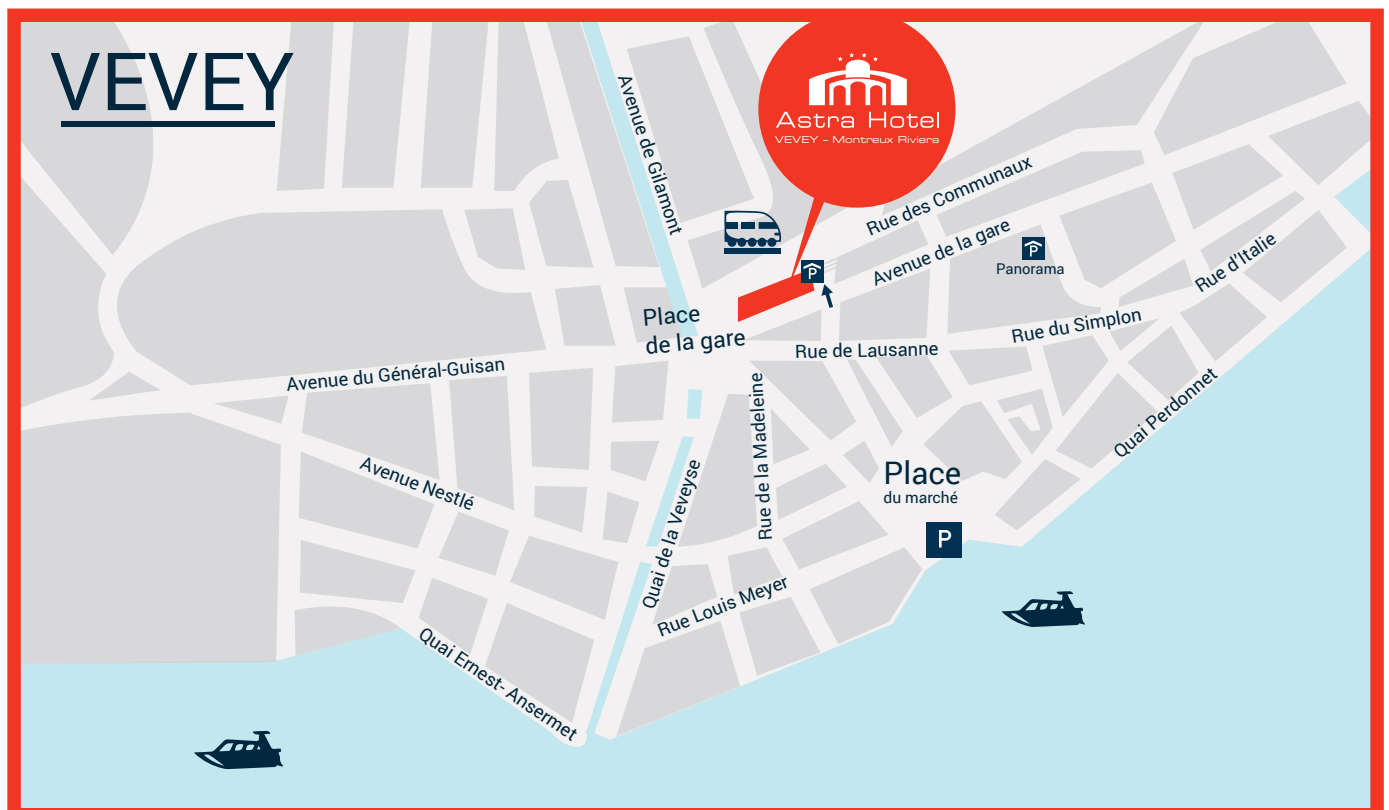 VEVEY
Astra Hotel
VEVEY – Montreux Riviera
Avenue de Gilamont
Rue des Communaux
Avenue de la gare
P
P
Panorama
Rue d'Italie
Place
de la gare
Rue du Simplon
Rue de Lausanne
Avenue du Général-Guisan
Rue de la Madeleine
Quai Perdonnet
Avenue Nestlé
Place
du marché
P
Quai de la Veveyse
Rue Louis Meyer
Quai Ernest- Ansermet